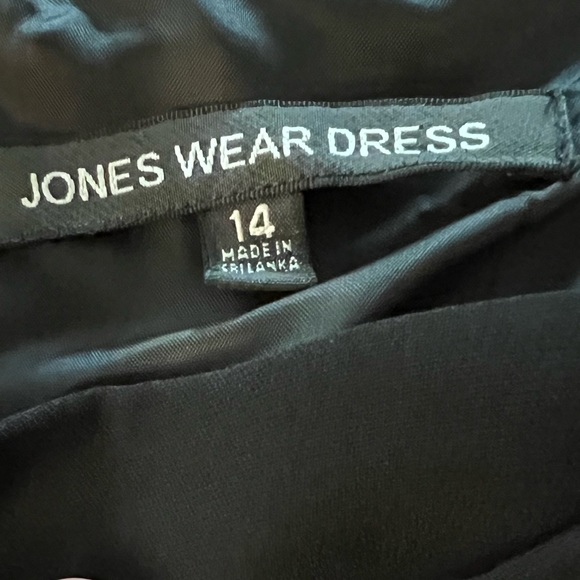 JONES WEAR DRESS
14
MADE IN
SRI LANKA